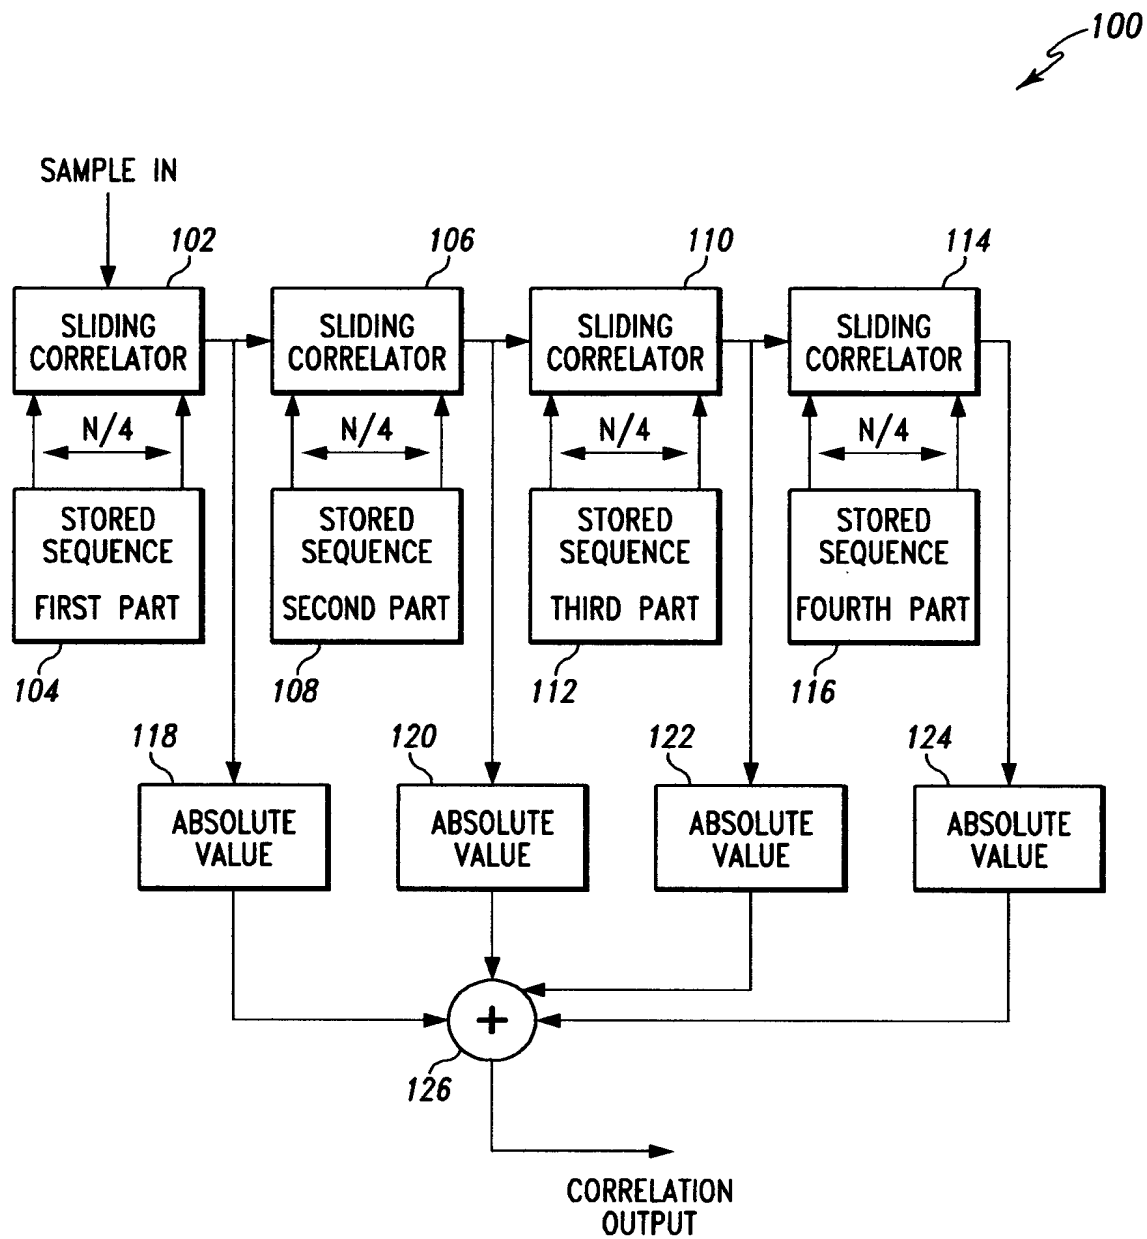 100
SAMPLE IN
102 106 110 114
SLIDING SLIDING SLIDING SLIDING
CORRELATOR CORRELATOR CORRELATOR CORRELATOR
N/4 N/4 N/4 N/4
STORED STORED STORED STORED
SEQUENCE SEQUENCE SEQUENCE SEQUENCE
FIRST PART SECOND PART THIRD PART FOURTH PART
104 108 112 116
118 120 122 124
ABSOLUTE ABSOLUTE ABSOLUTE ABSOLUTE
VALUE VALUE VALUE VALUE
+
126
CORRELATION
OUTPUT